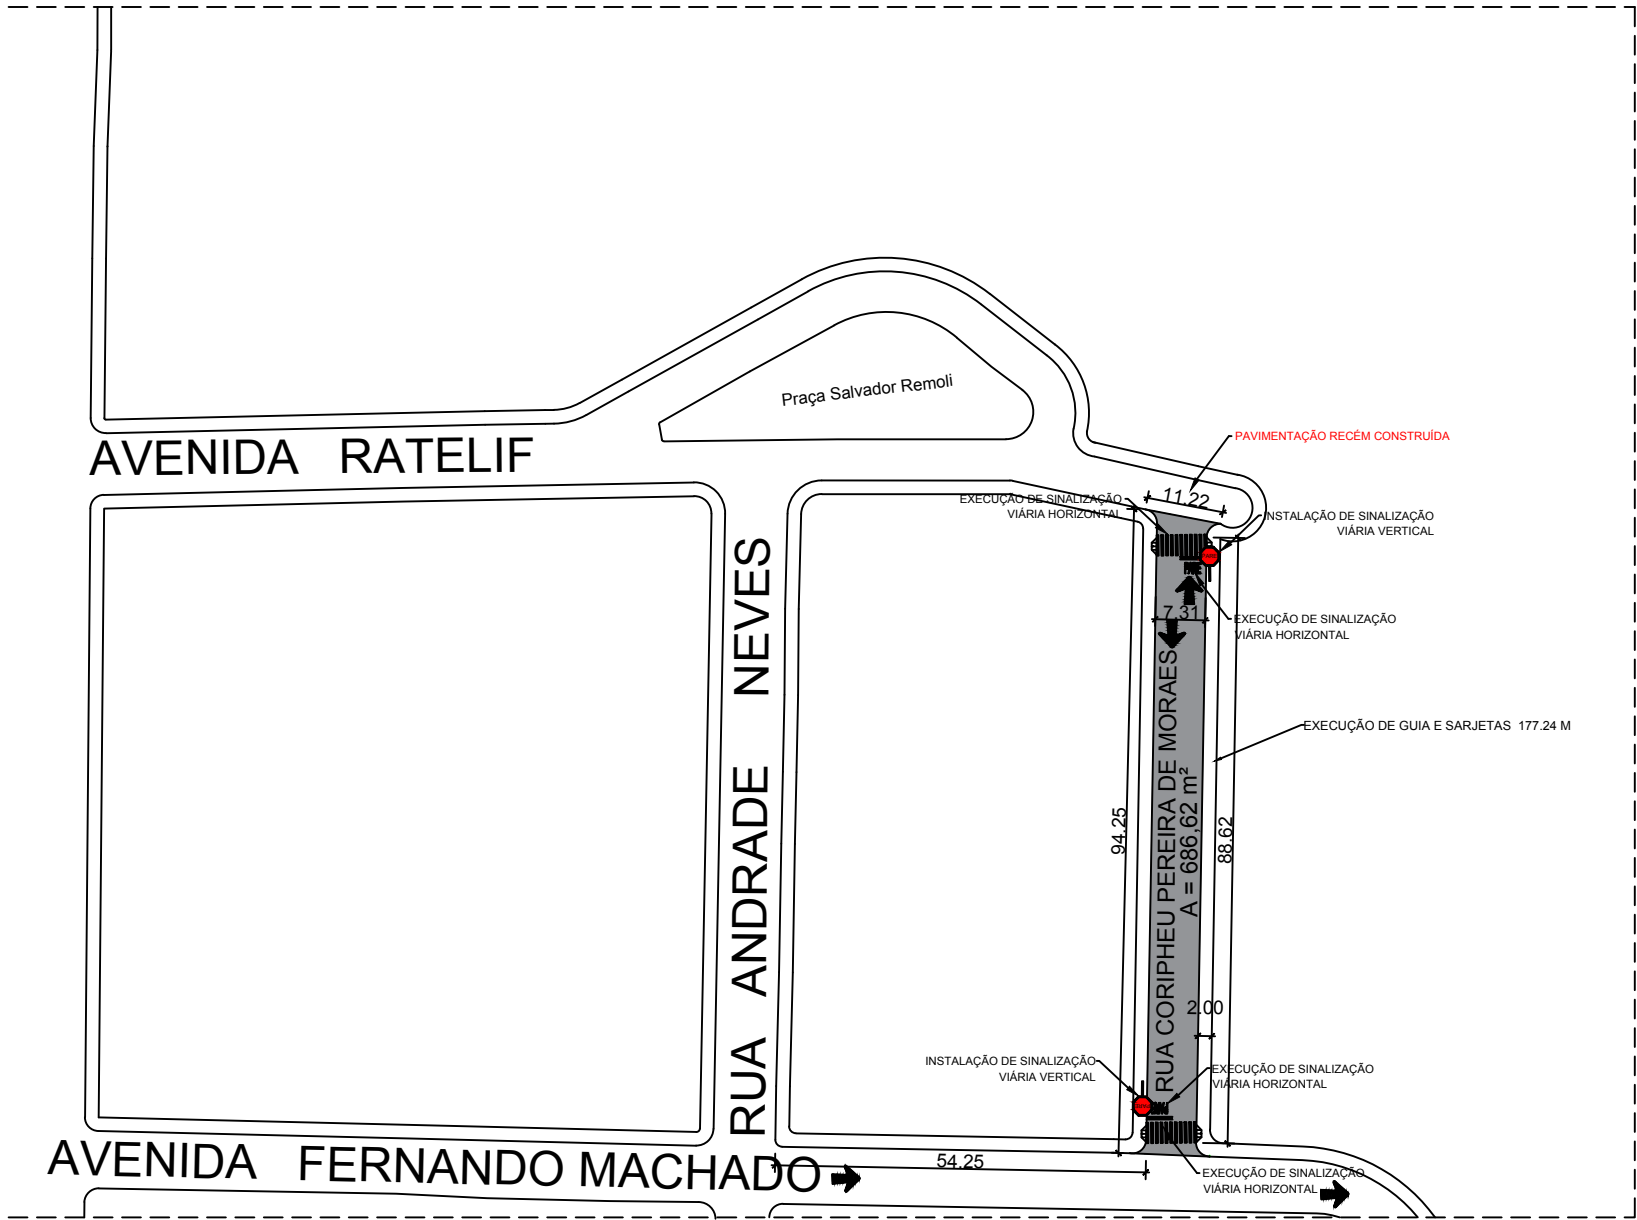 Praça Salvador Remoli
PAVIMENTAÇÃO RECÉM CONSTRUÍDA
AVENIDA RATELIF
11.22
EXECUÇÃO DE SINALIZAÇÃO
VIÁRIA HORIZONTAL
INSTALAÇÃO DE SINALIZAÇÃO
VIÁRIA VERTICAL
7.31
EXECUÇÃO DE SINALIZAÇÃO
VIÁRIA HORIZONTAL
RUA ANDRADE NEVES
RUA CORIPHEU PEREIRA DE MORAES
A = 686,62 m²
EXECUÇÃO DE GUIA E SARJETAS 177.24 M
94.25
88.62
2.00
INSTALAÇÃO DE SINALIZAÇÃO
VIÁRIA VERTICAL
EXECUÇÃO DE SINALIZAÇÃO
VIÁRIA HORIZONTAL
AVENIDA FERNANDO MACHADO
54.25
EXECUÇÃO DE SINALIZAÇÃO
VIÁRIA HORIZONTAL